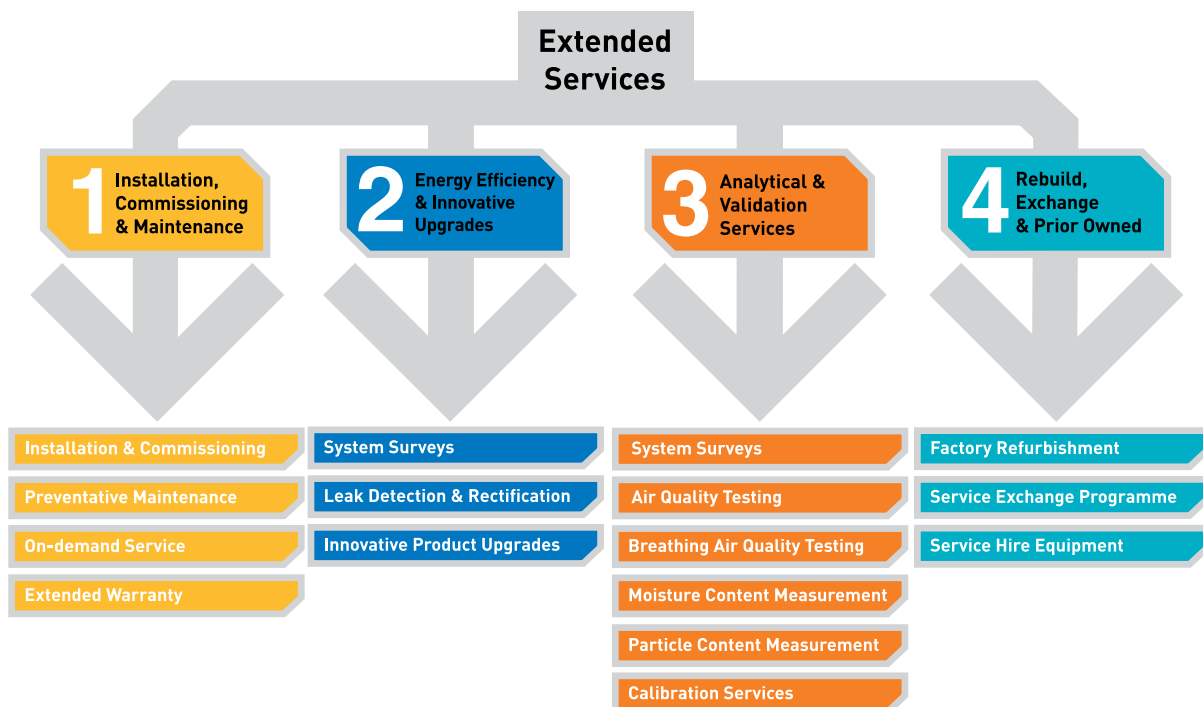 Extended
Services
1
Installation,
Commissioning
& Maintenance
2
Energy Efficiency
& Innovative
Upgrades
3
Analytical &
Validation
Services
4
Rebuild,
Exchange
& Prior Owned
Installation & Commissioning
Preventative Maintenance
On-demand Service
Extended Warranty
System Surveys
Leak Detection & Rectification
Innovative Product Upgrades
System Surveys
Air Quality Testing
Breathing Air Quality Testing
Moisture Content Measurement
Particle Content Measurement
Calibration Services
Factory Refurbishment
Service Exchange Programme
Service Hire Equipment